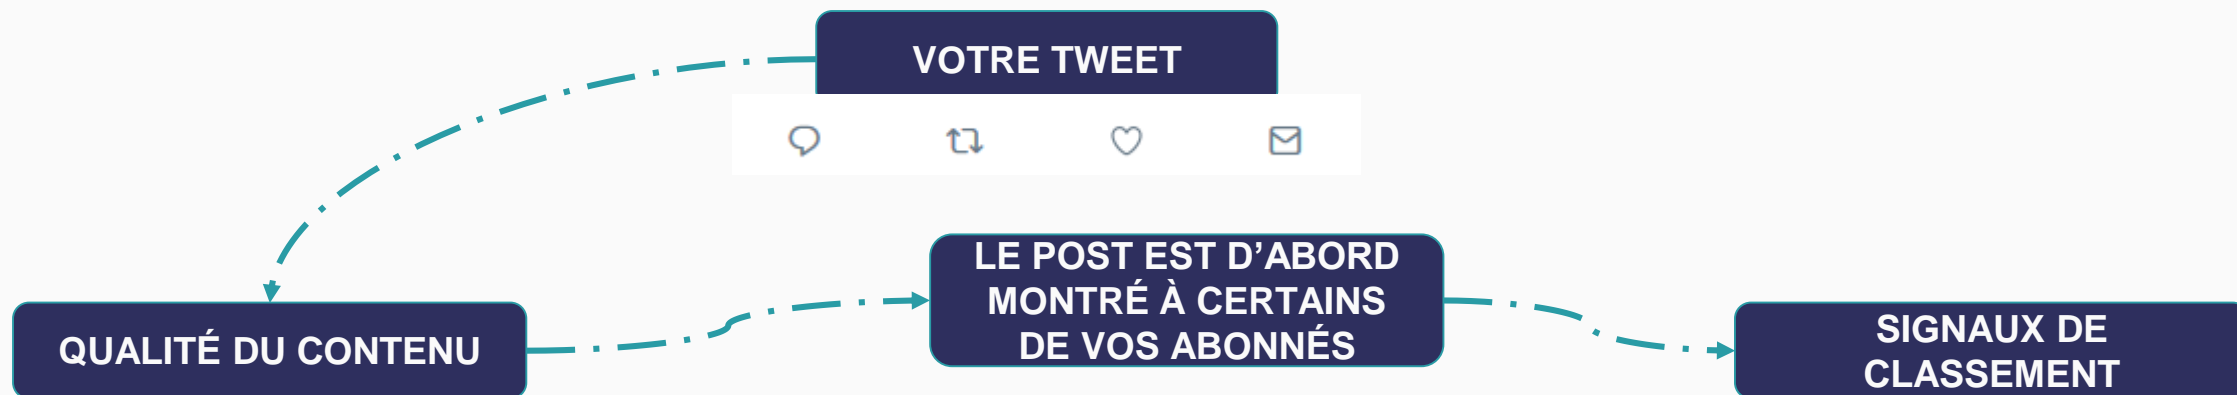 VOTRE TWEET
QUALITÉ DU CONTENU
LE POST EST D’ABORD
MONTRÉ À CERTAINS
DE VOS ABONNÉS
SIGNAUX DE
CLASSEMENT